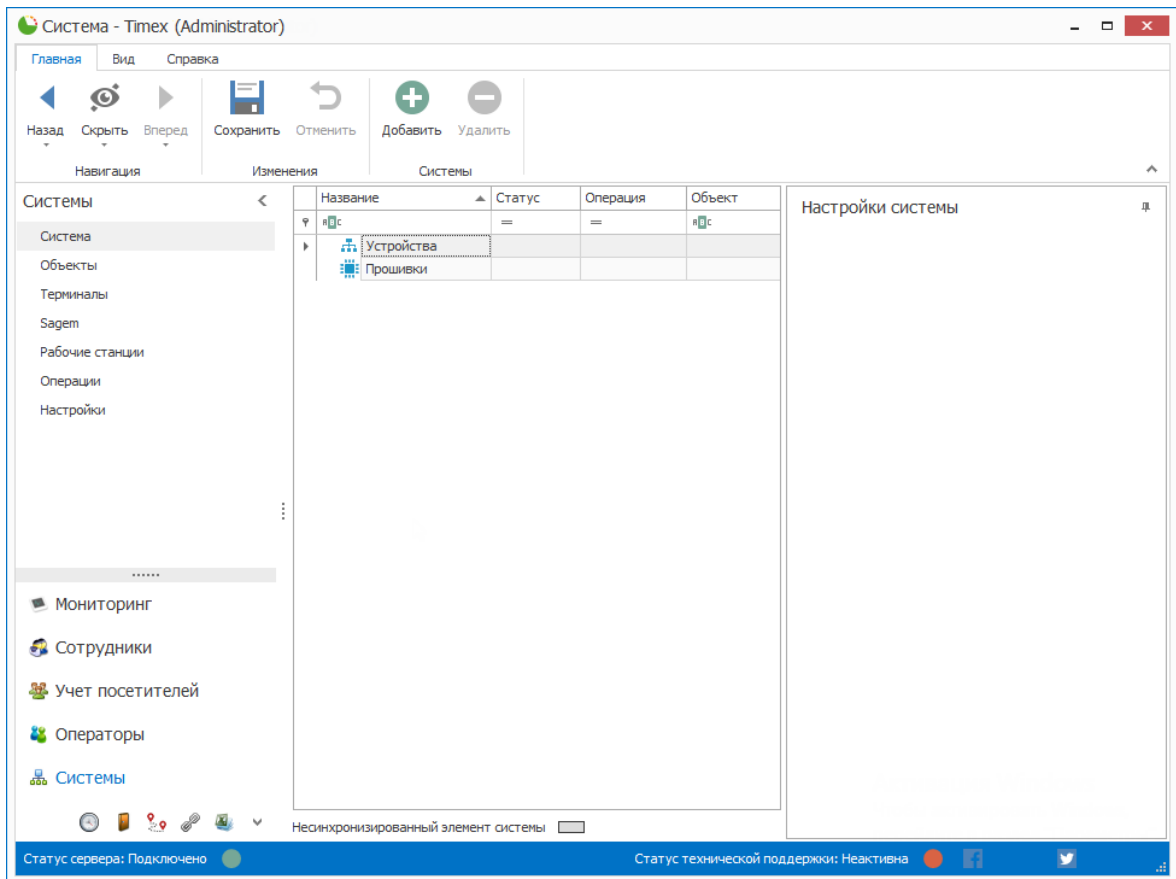 Система - Timex (Administrator)
Главная Вид Справка
Назад Скрыть Вперед Сохранить Отменить Добавить Удалить
Навигация Изменения Системы
Системы
Система
Объекты
Терминалы
Sagem
Рабочие станции
Операции
Настройки
Мониторинг
Сотрудники
Учет посетителей
Операторы
Системы
Название Статус Операция Объект
= =
Устройства
Прошивки
Несинхронизированный элемент системы
Настройки системы
Статус сервера: Подключено Статус технической поддержки: Неактивна